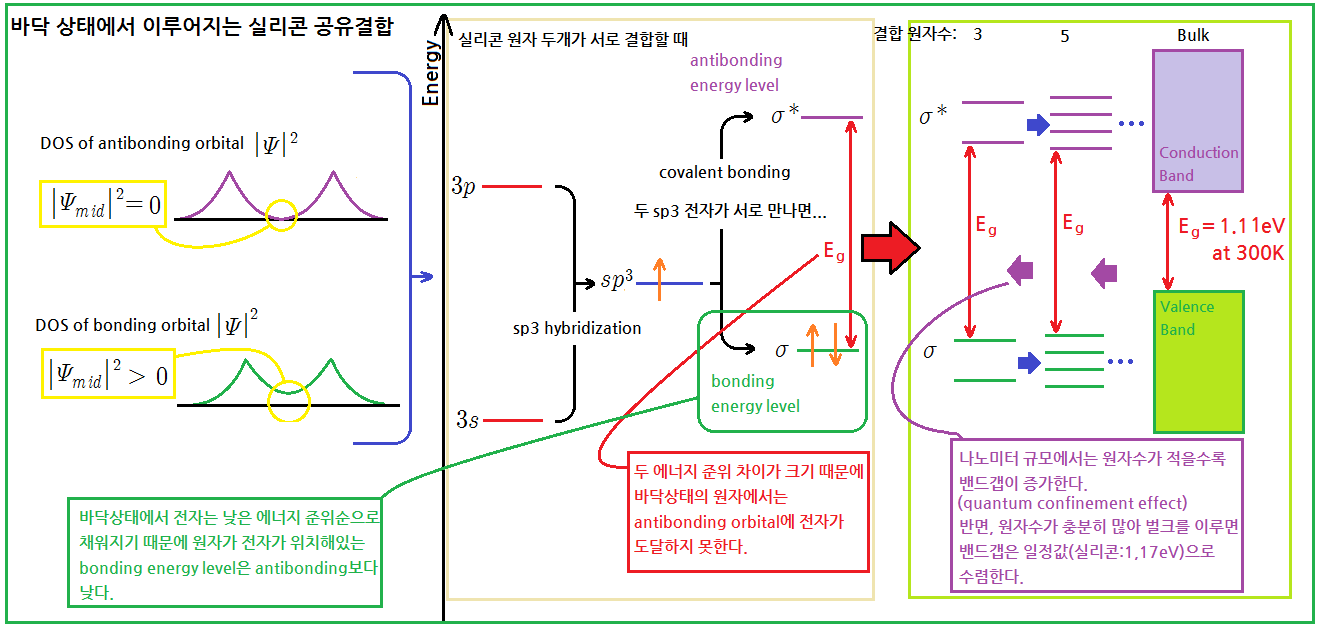 바닥 상태에서 이루어지는 실리콘 공유결합
DOS of antibonding orbital |Ψ|²
|Ψ_mid|² = 0
DOS of bonding orbital |Ψ|²
|Ψ_mid|² > 0
바닥상태에서 전자는 낮은 에너지 준위순으로
채워지기 때문에 원자가 전자가 위치해있는
bonding energy level은 antibonding보다
낮다.
Energy
실리콘 원자 두개가 서로 결합할 때
antibonding
energy level
σ*
covalent bonding
3p
두 sp3 전자가 서로 만나면...
E_g
sp³
sp3 hybridization
σ
bonding
energy level
3s
두 에너지 준위 차이가 크기 때문에
바닥상태의 원자에서는
antibonding orbital에 전자가
도달하지 못한다.
결합 원자수: 3 5 Bulk
σ*
Conduction
Band
E_g
E_g
E_g = 1.11eV
at 300K
Valence
Band
σ
나노미터 규모에서는 원자수가 적을수록
밴드갭이 증가한다.
(quantum confinement effect)
반면, 원자수가 충분히 많아 벌크를 이루면
밴드갭은 일정값(실리콘:1,17eV)으로
수렴한다.